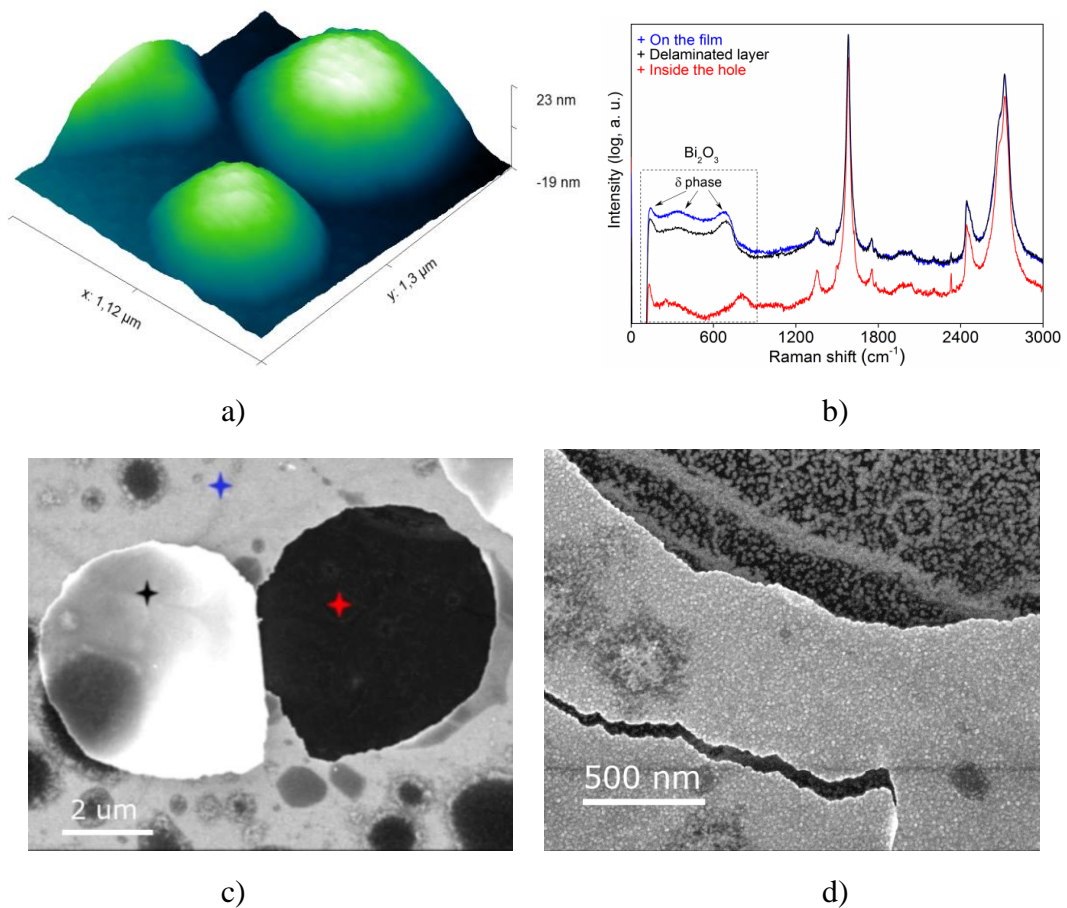 23 nm
-19 nm
x: 1,12 µm
y: 1,3 µm
a)
+ On the film
+ Delaminated layer
+ Inside the hole
Bi₂O₃
δ phase
Intensity (log, a. u.)
0 600 1200 1800 2400 3000
Raman shift (cm⁻¹)
b)
2 um
c)
500 nm
d)